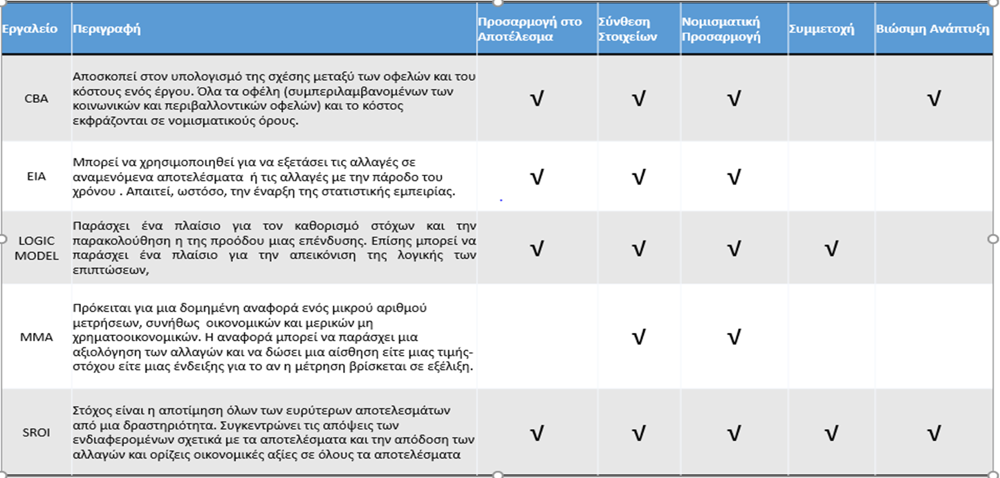 Εργαλείο Περιγραφή Προσαρμογή στο Αποτέλεσμα Σύνθεση Στοιχείων Νομισματική Προσαρμογή Συμμετοχή Βιώσιμη Ανάπτυξη
CBA
Αποσκοπεί στον υπολογισμό της σχέσης μεταξύ των οφελών και του
κόστους ενός έργου. Όλα τα οφέλη (συμπεριλαμβανομένων των
κοινωνικών και περιβαλλοντικών οφελών) και το κόστος
εκφράζονται σε νομισματικούς όρους.
√ √ √ √
EIA
Μπορεί να χρησιμοποιηθεί για να εξετάσει τις αλλαγές σε
αναμενόμενα αποτελέσματα ή τις αλλαγές με την πάροδο του
χρόνου . Απαιτεί, ωστόσο, την έναρξη της στατιστικής εμπειρίας.
√ √ √
LOGIC
MODEL
Παράσχει ένα πλαίσιο για τον καθορισμό στόχων και την
παρακολούθηση η της προόδου μιας επένδυσης. Επίσης μπορεί να
παράσχει ένα πλαίσιο για την απεικόνιση της λογικής των
επιπτώσεων,
√ √ √ √
MMA
Πρόκειται για μια δομημένη αναφορά ενός μικρού αριθμού
μετρήσεων, συνήθως οικονομικών και μερικών μη
χρηματοοικονομικών. Η αναφορά μπορεί να παράσχει μια
αξιολόγηση των αλλαγών και να δώσει μια αίσθηση είτε μιας τιμής-
στόχου είτε μιας ένδειξης για το αν η μέτρηση βρίσκεται σε εξέλιξη.
√ √
SROI
Στόχος είναι η αποτίμηση όλων των ευρύτερων αποτελεσμάτων
από μια δραστηριότητα. Συγκεντρώνει τις απόψεις των
ενδιαφερομένων σχετικά με τα αποτελέσματα και την απόδοση των
αλλαγών και ορίζεις οικονομικές αξίες σε όλους τα αποτελέσματα
√ √ √ √ √